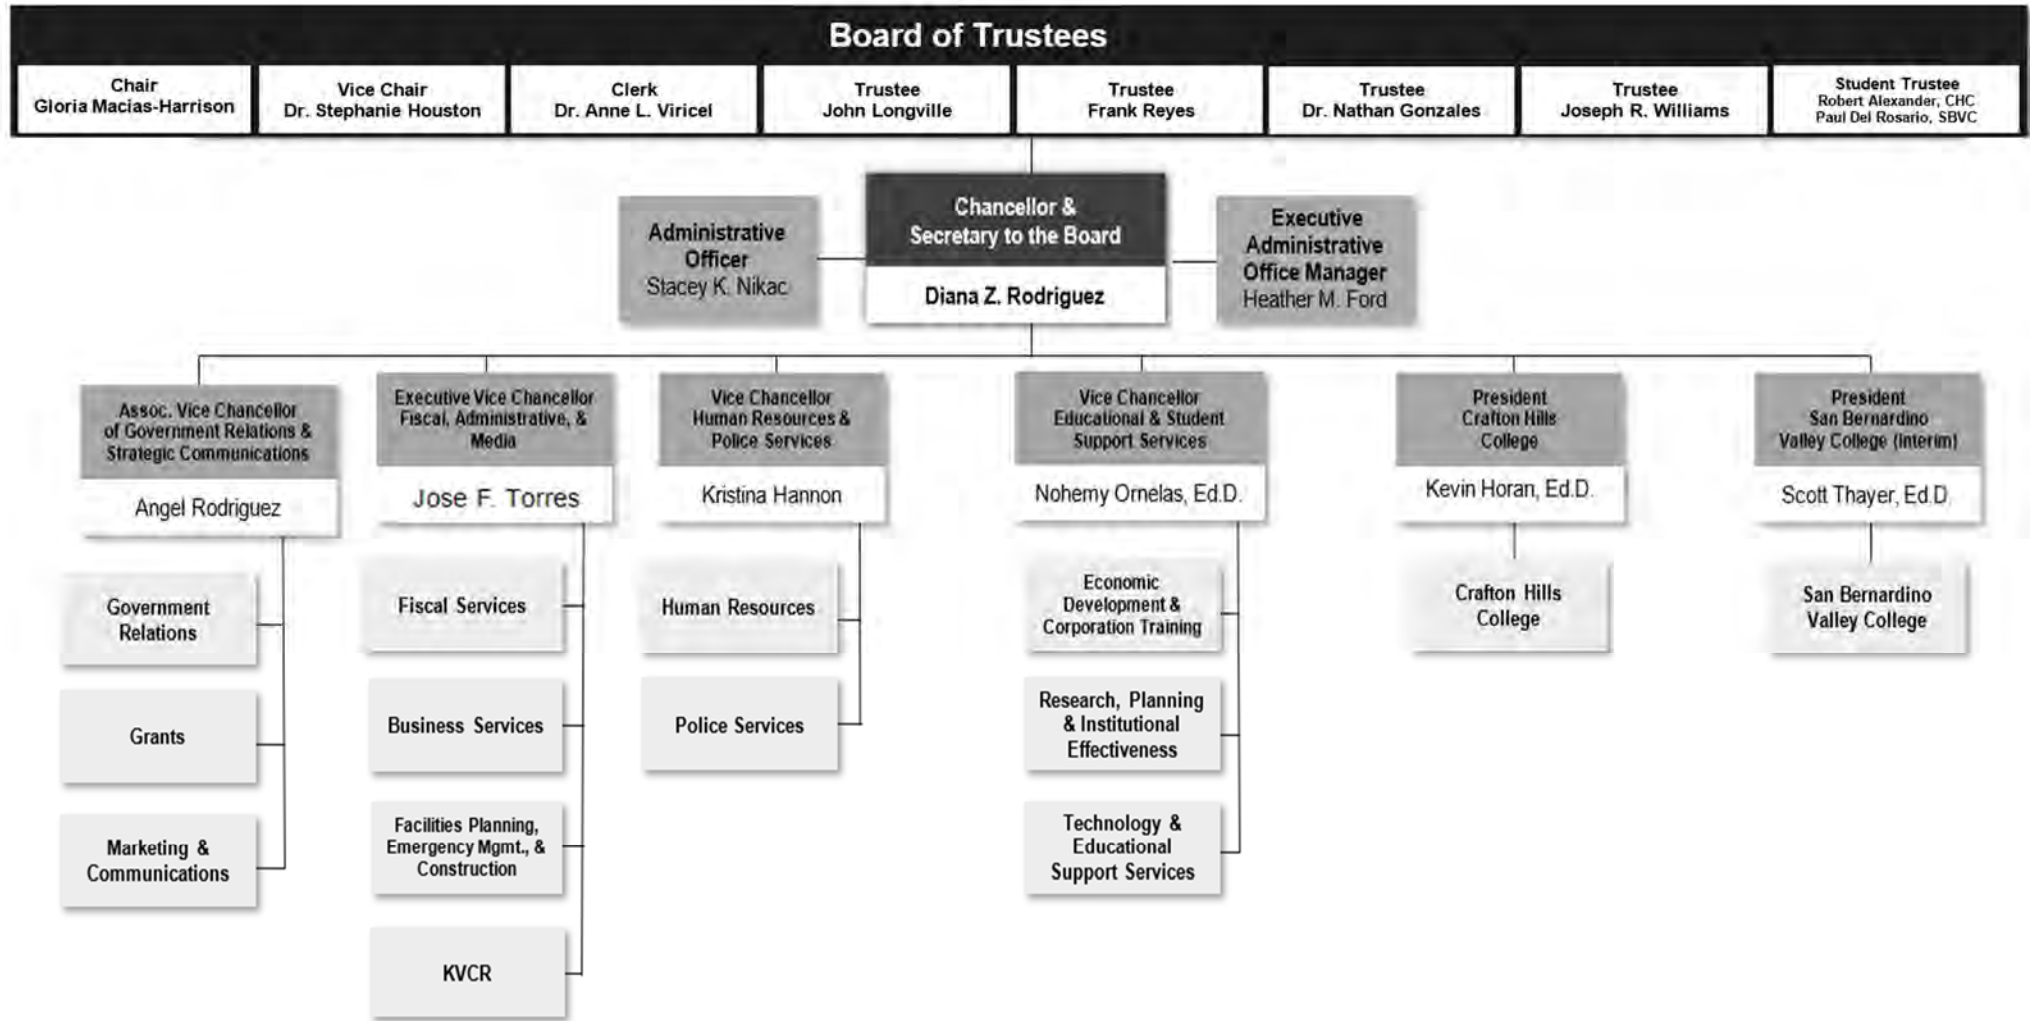 Board of Trustees
Chair
Gloria Macias-Harrison
Vice Chair
Dr. Stephanie Houston
Clerk
Dr. Anne L. Viricel
Trustee
John Longville
Trustee
Frank Reyes
Trustee
Dr. Nathan Gonzales
Trustee
Joseph R. Williams
Student Trustee
Robert Alexander, CHC
Paul Del Rosario, SBVC
Administrative
Officer
Stacey K. Nikac
Chancellor &
Secretary to the Board
Diana Z. Rodriguez
Executive
Administrative
Office Manager
Heather M. Ford
Assoc. Vice Chancellor
of Government Relations &
Strategic Communications
Angel Rodriguez
Executive Vice Chancellor
Fiscal, Administrative, &
Media
Jose F. Torres
Vice Chancellor
Human Resources &
Police Services
Kristina Hannon
Vice Chancellor
Educational & Student
Support Services
Nohemy Ornelas, Ed.D.
President
Crafton Hills
College
Kevin Horan, Ed.D.
President
San Bernardino
Valley College (Interim)
Scott Thayer, Ed.D.
Government
Relations
Grants
Marketing &
Communications
Fiscal Services
Business Services
Facilities Planning,
Emergency Mgmt., &
Construction
KVCR
Human Resources
Police Services
Economic
Development &
Corporation Training
Research, Planning
& Institutional
Effectiveness
Technology &
Educational
Support Services
Crafton Hills
College
San Bernardino
Valley College